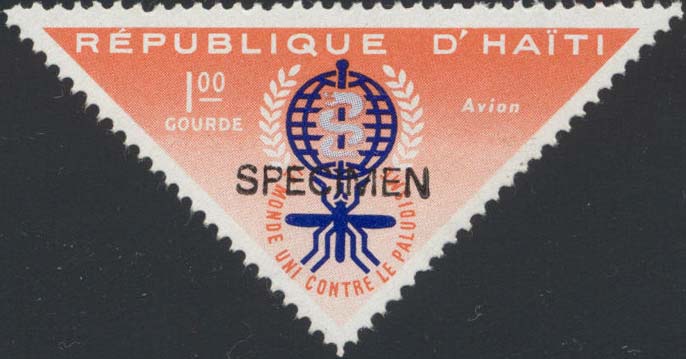 RÉPUBLIQUE D'HAÏTI
1.00
GOURDE
Avion
SPECIMEN
MONDE UNI CONTRE LE PALUDISME